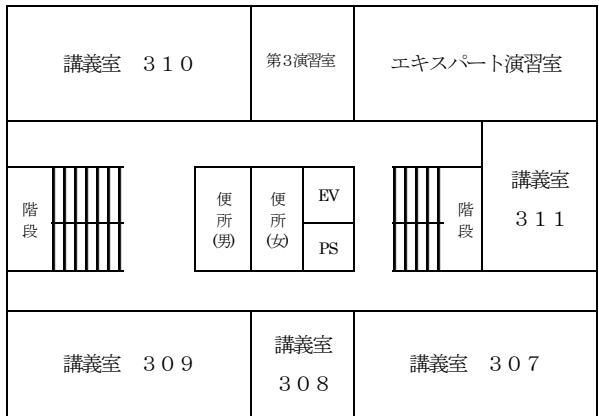 講義室　３１０
第３演習室
エキスパート演習室
階段
便所(男)
便所(女)
EV
PS
階段
講義室
３１１
講義室　３０９
講義室
３０８
講義室　３０７